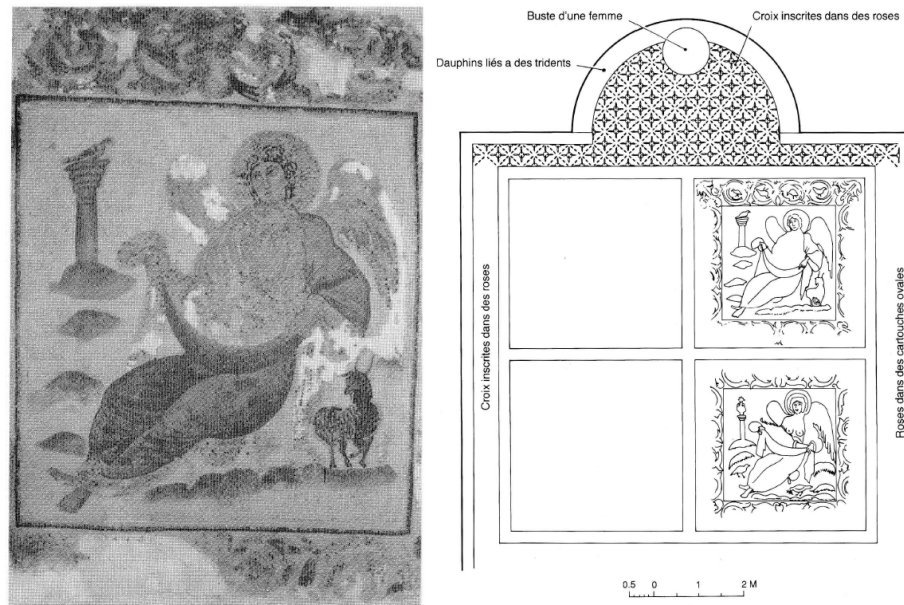 Buste d'une femme
Croix inscrites dans des roses
Dauphins liés a des tridents
Croix inscrites dans des roses
Roses dans des cartouches ovales
0.5 0 1 2 M